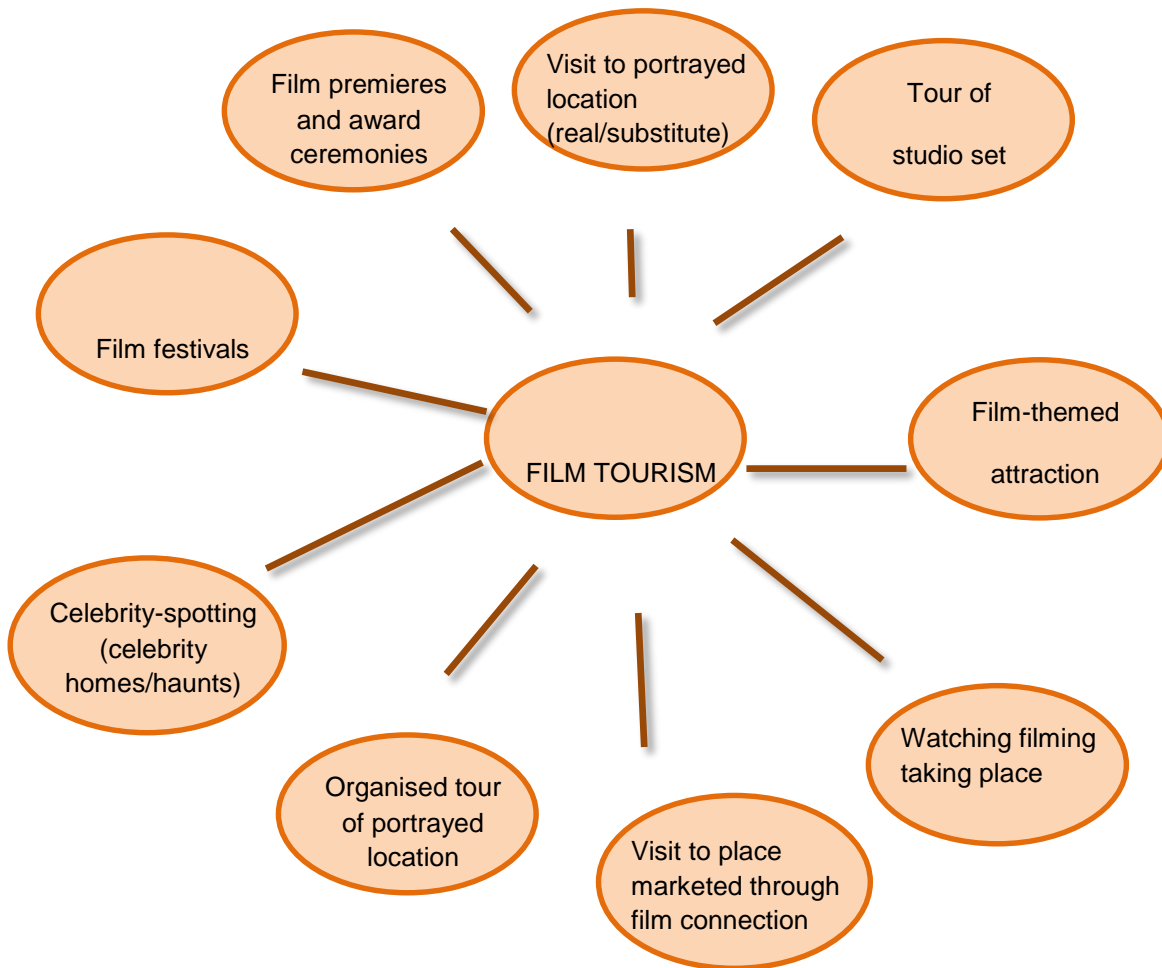 Film premieres
and award
ceremonies
Visit to portrayed
location
(real/substitute)
Tour of
studio set
Film festivals
FILM TOURISM
Film-themed
attraction
Celebrity-spotting
(celebrity
homes/haunts)
Organised tour
of portrayed
location
Visit to place
marketed through
film connection
Watching filming
taking place